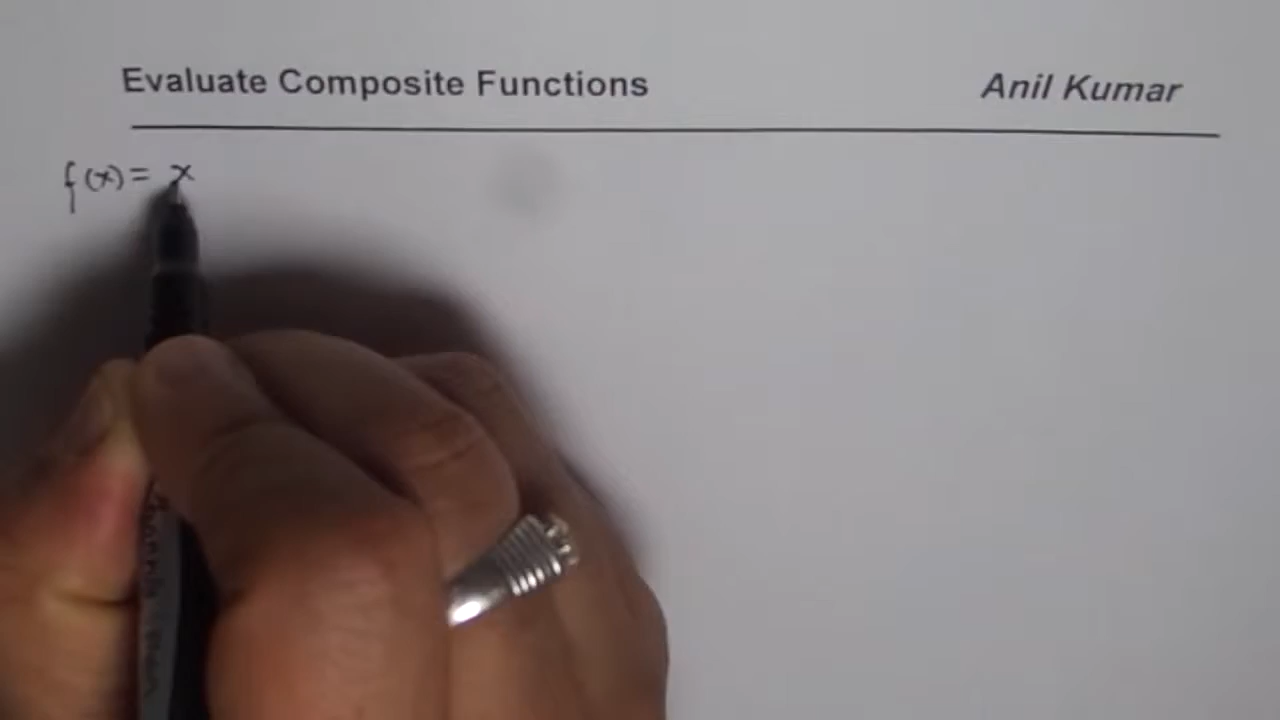 Evaluate Composite Functions Anil Kumar
f(x) = x